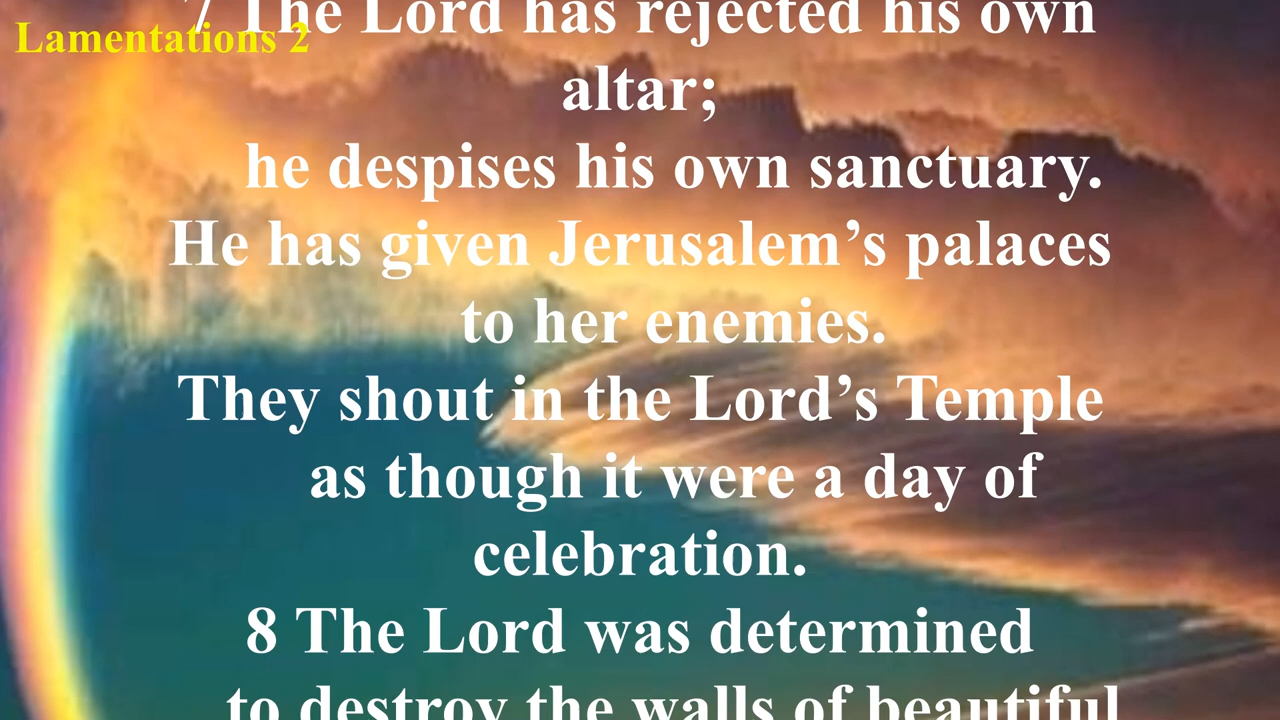 Lamentations 2
7 The Lord has rejected his own
altar;
he despises his own sanctuary.
He has given Jerusalem’s palaces
to her enemies.
They shout in the Lord’s Temple
as though it were a day of
celebration.
8 The Lord was determined
to destroy the walls of beautiful